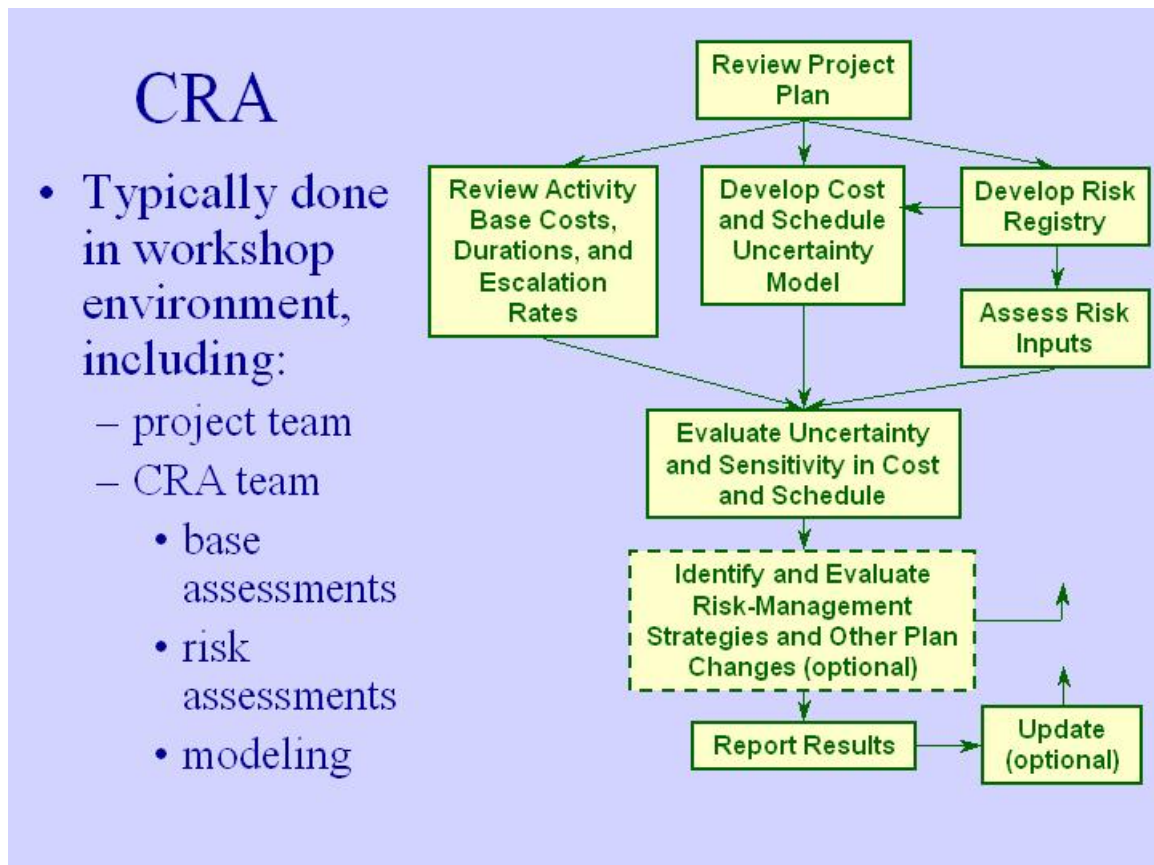 CRA
• Typically done
in workshop
environment,
including:
– project team
– CRA team
• base
assessments
• risk
assessments
• modeling
Review Project
Plan
Review Activity
Base Costs,
Durations, and
Escalation
Rates
Develop Cost
and Schedule
Uncertainty
Model
Develop Risk
Registry
Assess Risk
Inputs
Evaluate Uncertainty
and Sensitivity in Cost
and Schedule
Identify and Evaluate
Risk-Management
Strategies and Other Plan
Changes (optional)
Report Results
Update
(optional)